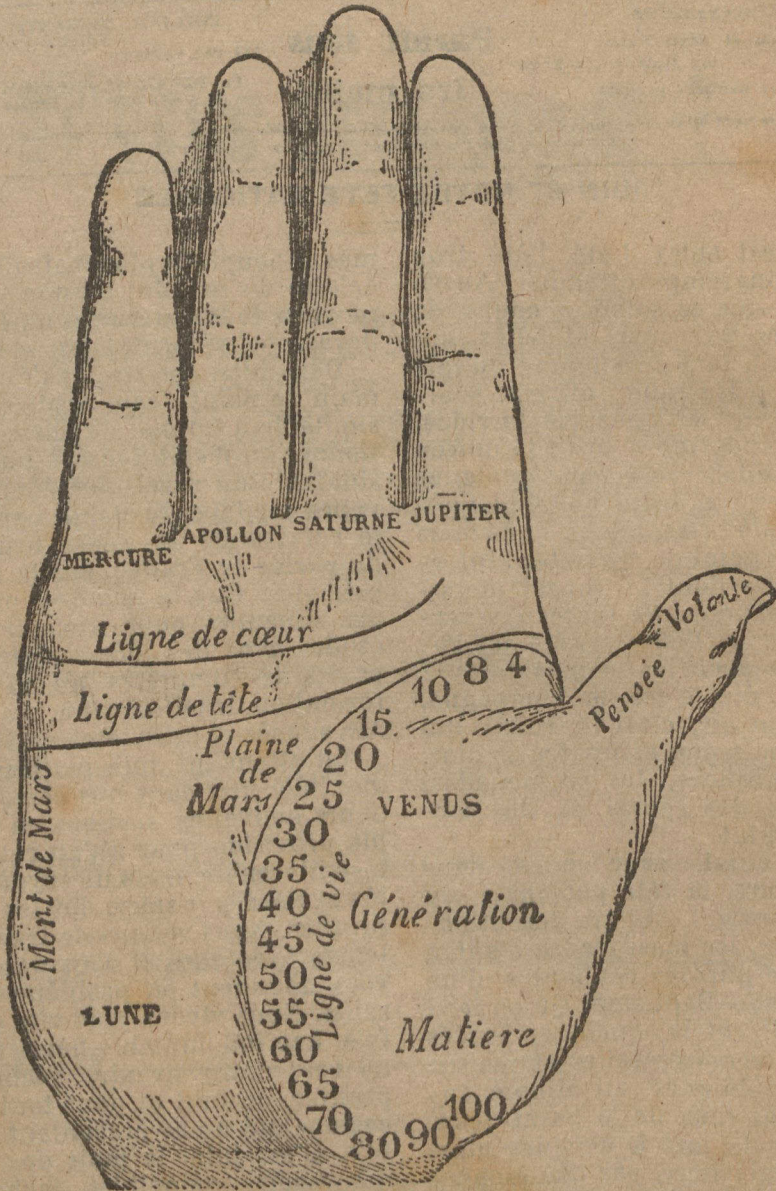 MERCURE
APOLLON
SATURNE
JUPITER
Ligne de cœur
Ligne de tête
Volonte
Pensée
4
8
10
15
20
25
30
35
40
45
50
55
60
65
70
80
90
100
Plaine
de
Mars
VENUS
Mont de Mars
Ligne de vie
Génération
LUNE
Matiere